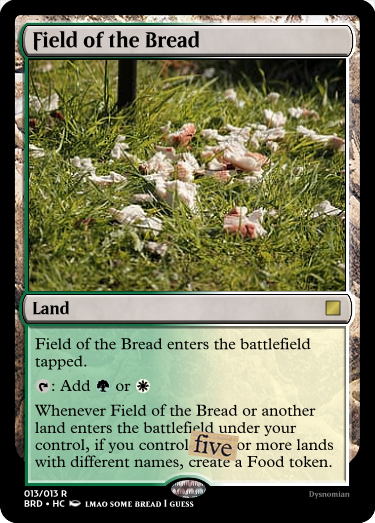 Field of the Bread
Land
Field of the Bread enters the battlefield
tapped.
: Add or
Whenever Field of the Bread or another
land enters the battlefield under your
control, if you control five or more lands
with different names, create a Food token.
013/013 R
BRD • HC LMAO SOME BREAD I GUESS
Dysnomian